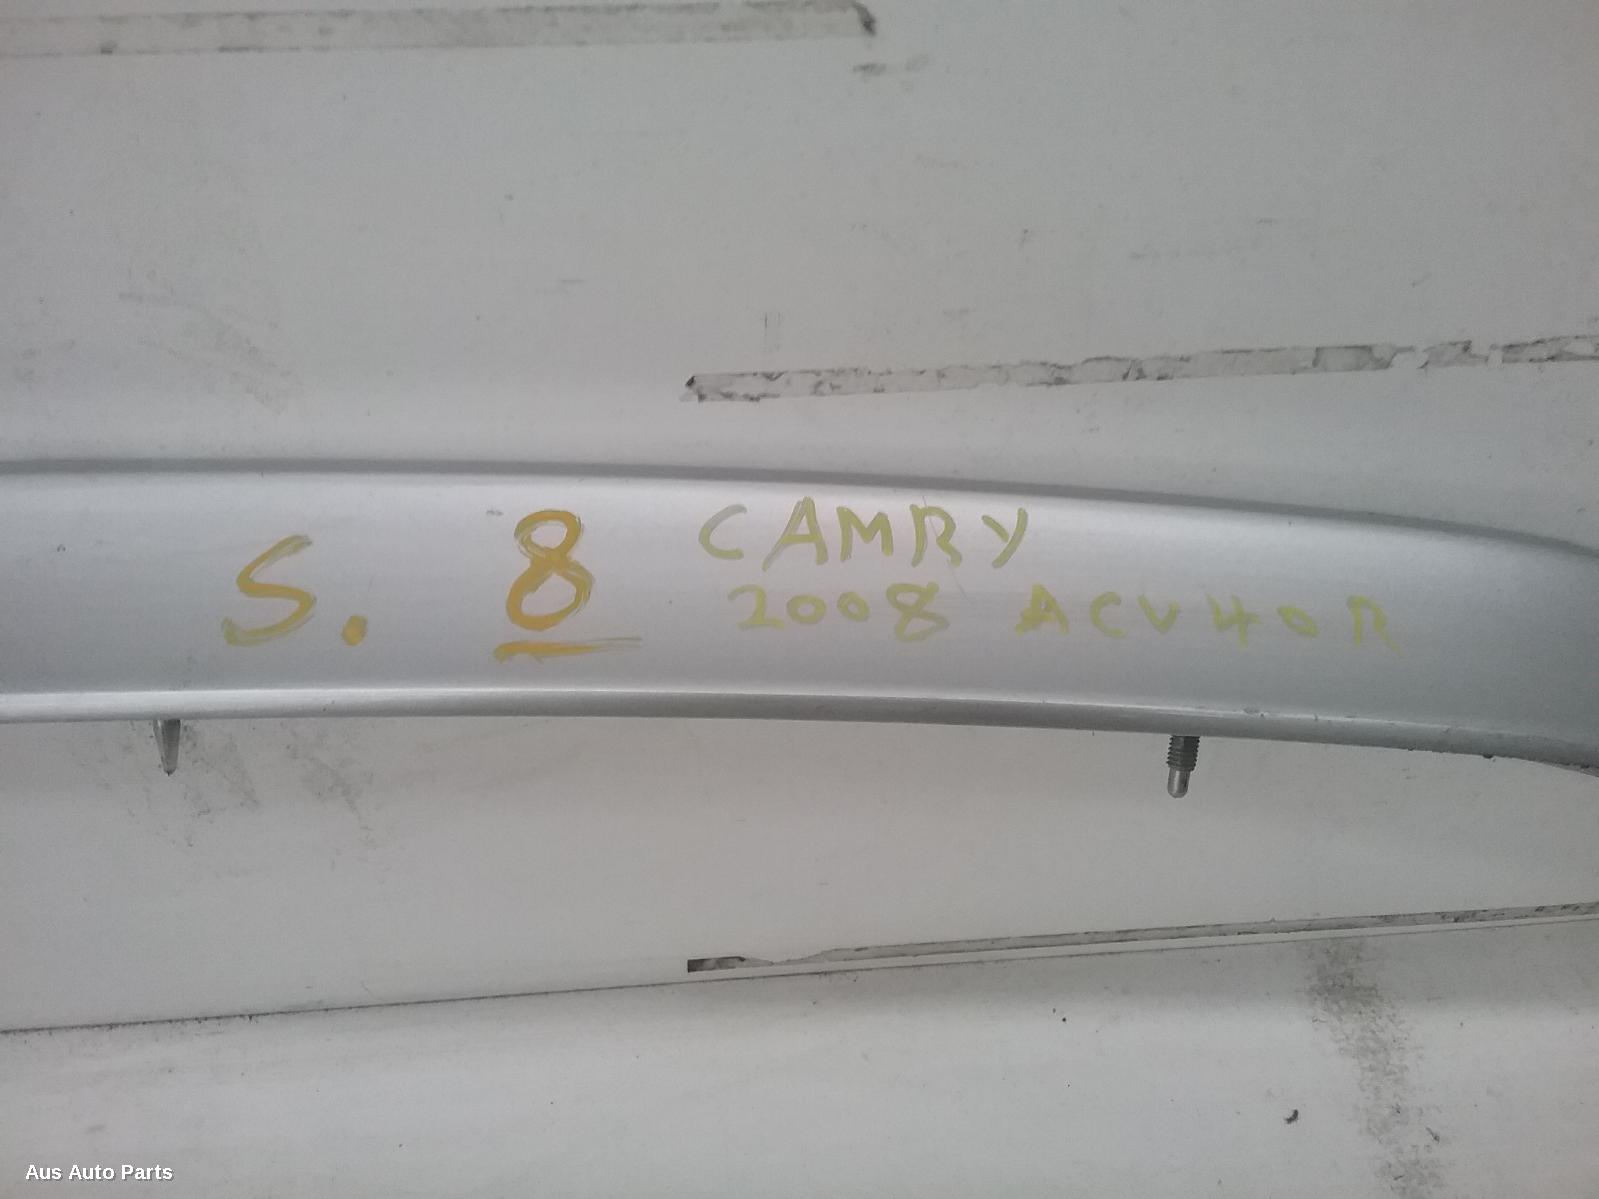 S. 8
CAMRY
2008 ACV40R
Aus Auto Parts